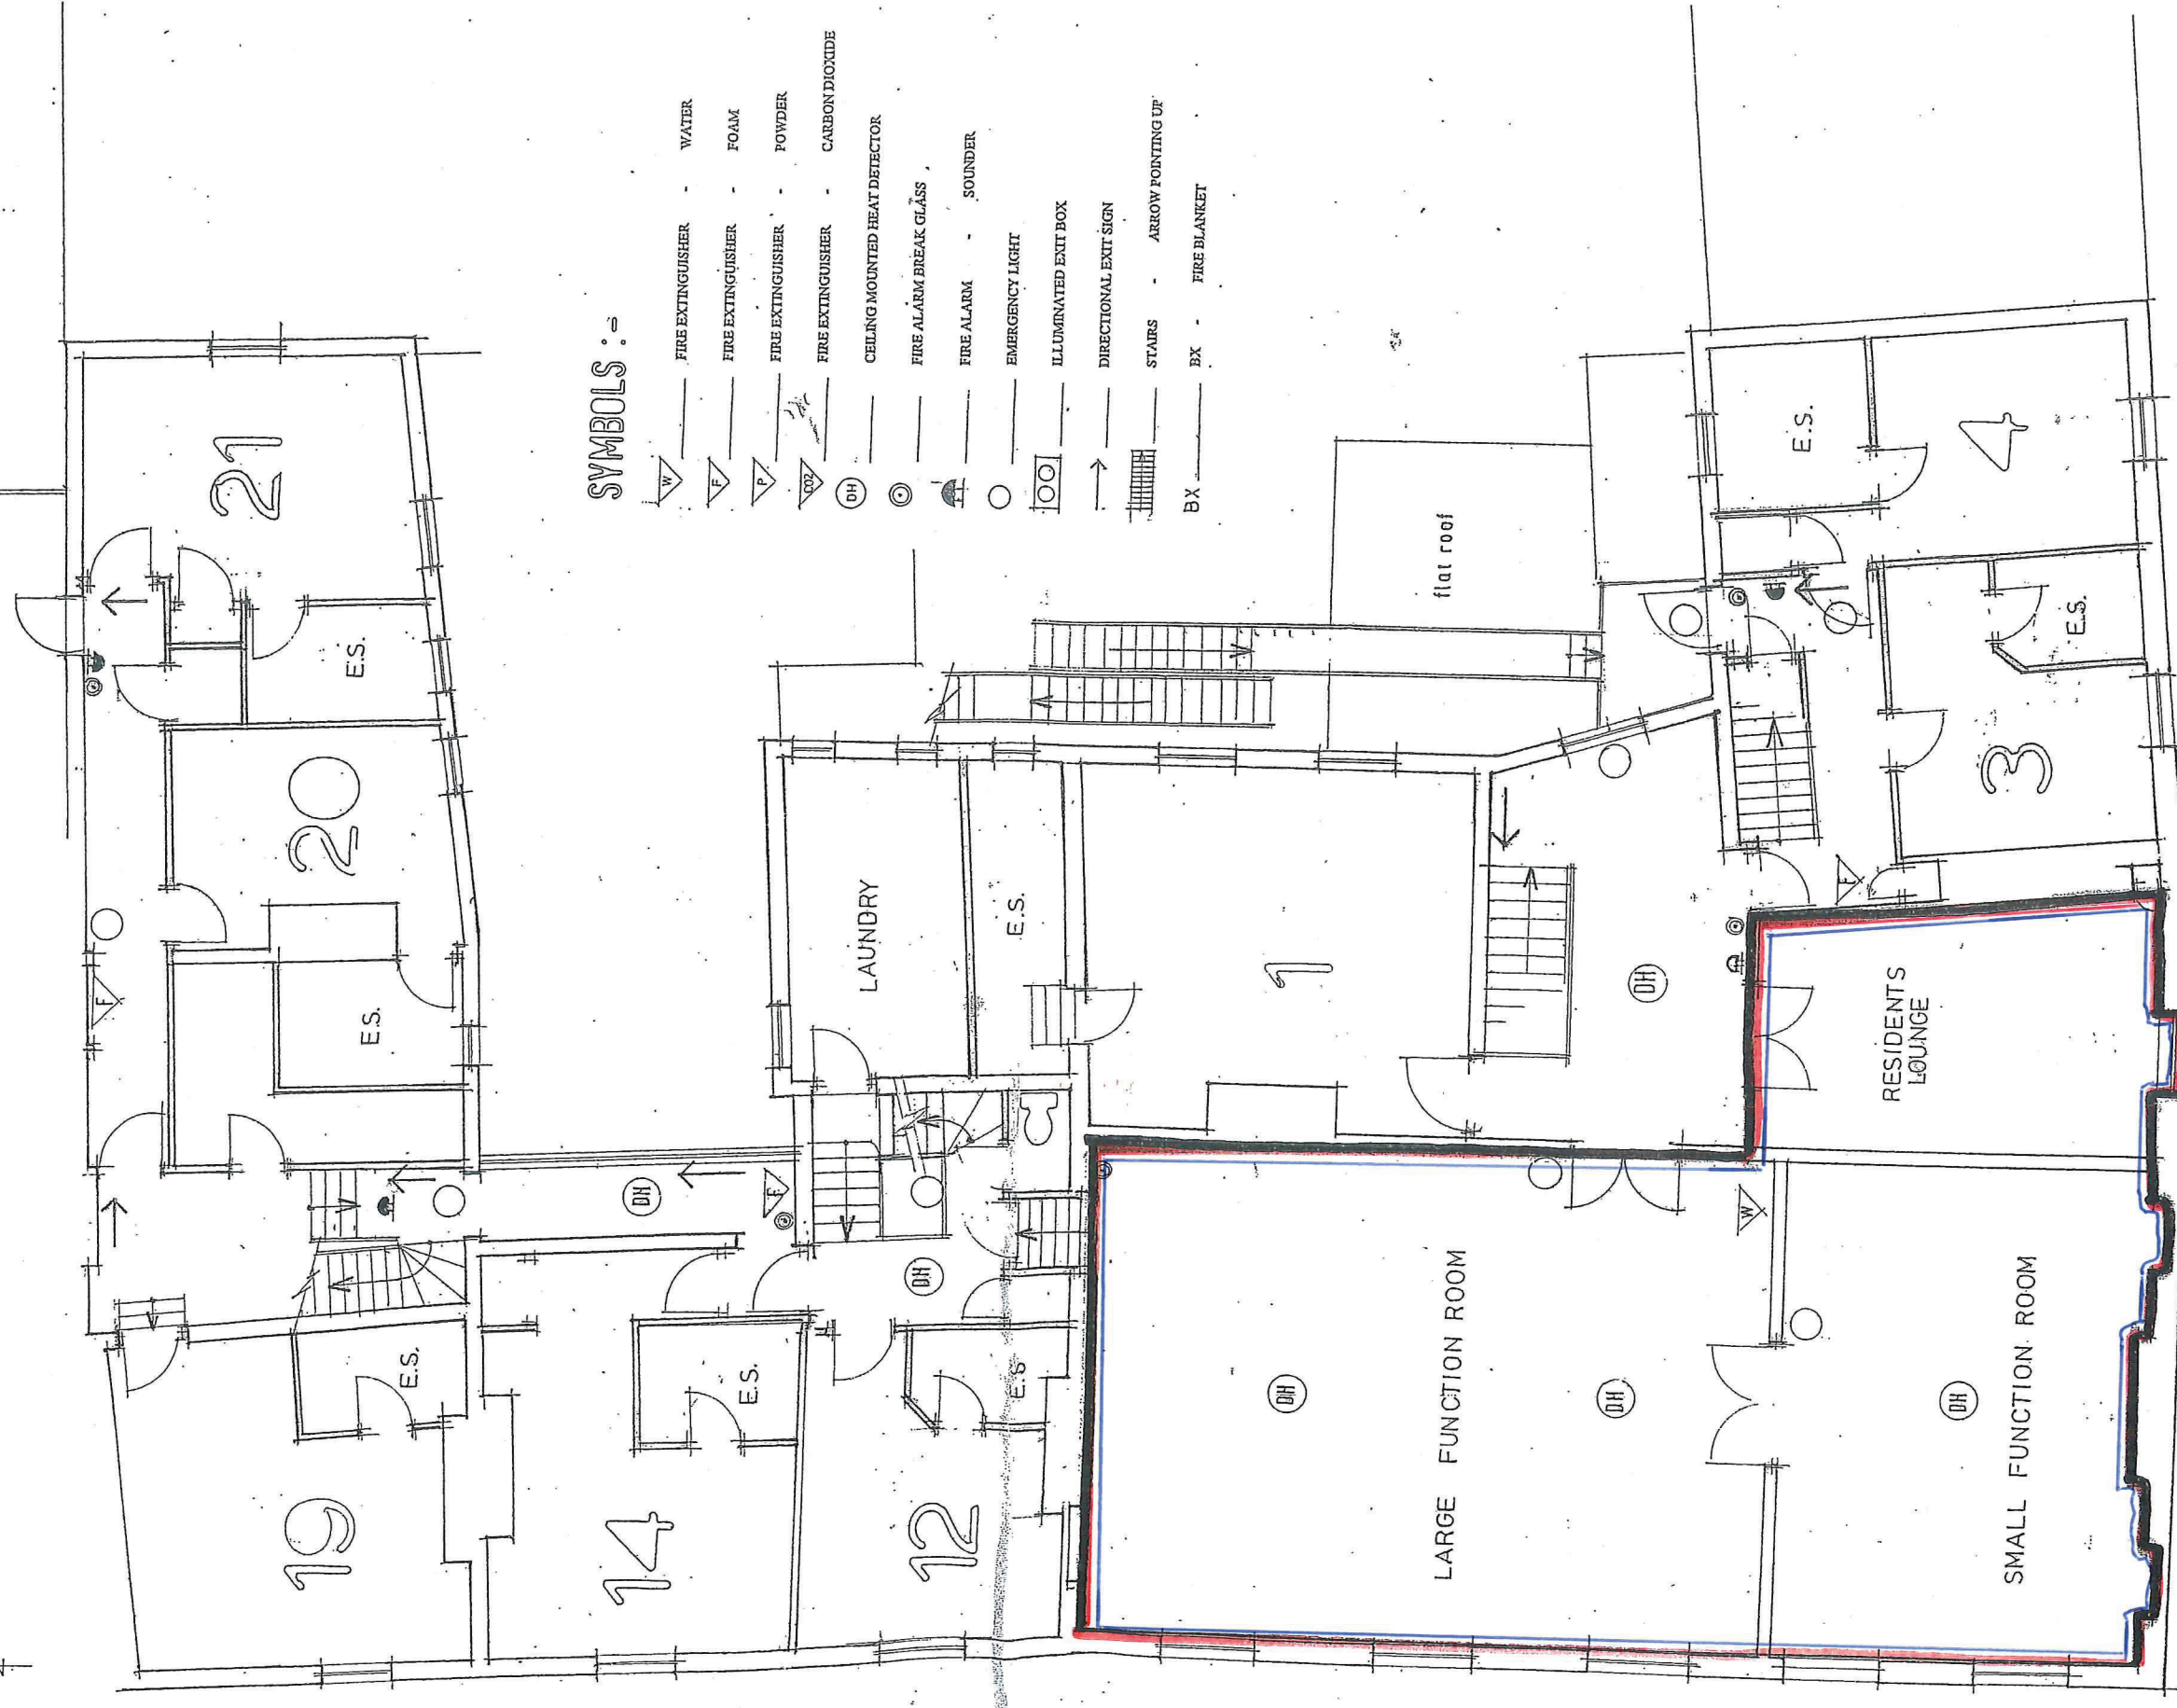 SYMBOLS :=
W FIRE EXTINGUISHER - WATER
F FIRE EXTINGUISHER - FOAM
P FIRE EXTINGUISHER - POWDER
CO2 FIRE EXTINGUISHER - CARBON DIOXIDE
DH CEILING MOUNTED HEAT DETECTOR
FIRE ALARM BREAK GLASS
FIRE ALARM - SOUNDER
EMERGENCY LIGHT
ILLUMINATED EXIT BOX
DIRECTIONAL EXIT SIGN
STAIRS - ARROW POINTING UP
BX BX - FIRE BLANKET
21
E.S.
20
F
E.S.
19
E.S.
DH
F
14
E.S.
DH
12
E.S
LAUNDRY
E.S.
1
flat roof
DH
E.S.
4
E.S.
3
F
RESIDENTS
LOUNGE
W
DH
LARGE FUNCTION ROOM
DH
DH
SMALL FUNCTION ROOM